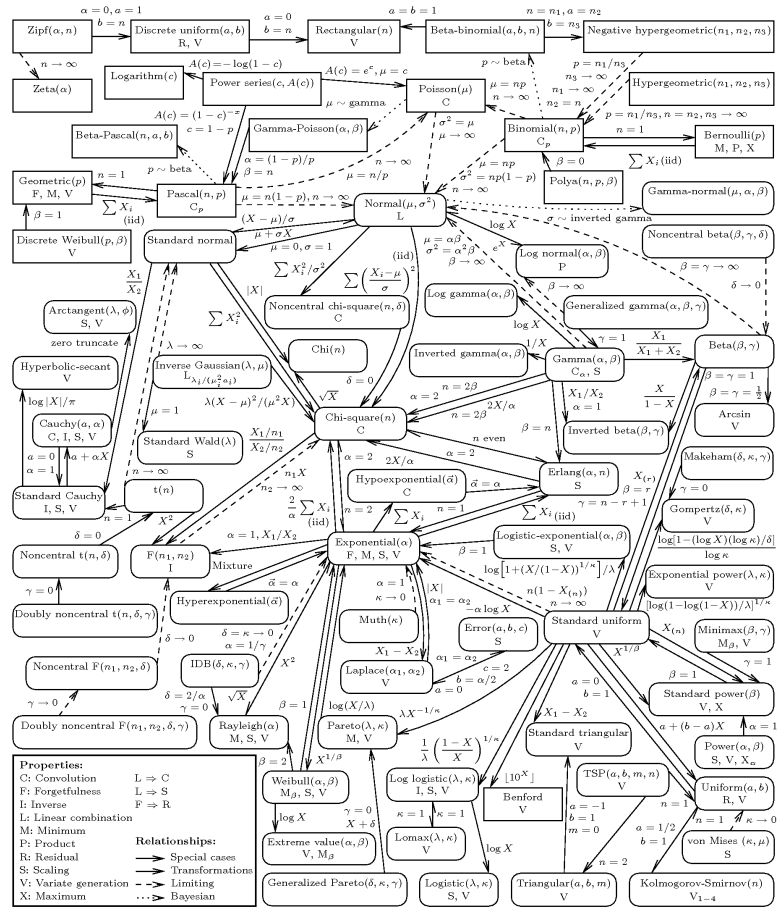 α = 0, a = 1
b = n
a = 0
b = n
a = b = 1
n = n₁, a = n₂
b = n₃
Zipf(α, n)
Discrete uniform(a, b)
R, V
Rectangular(n)
V
Beta-binomial(a, b, n)
Negative hypergeometric(n₁, n₂, n₃)
n → ∞
A(c) = − log(1 − c)
A(c) = eᶜ, μ = c
p ∼ beta
p = n₁/n₃
n₃ → ∞
n₁ → ∞
n₂ = n
Logarithm(c)
Zeta(α)
Power series(c, A(c))
Poisson(μ)
C
μ = np
n → ∞
Hypergeometric(n₁, n₂, n₃)
A(c) = (1 − c)⁻ˣ
c = 1 − p
μ ∼ gamma
p = n₁/n₃, n = n₂, n₃ → ∞
Beta-Pascal(n, a, b)
Gamma-Poisson(α, β)
σ² = μ
μ → ∞
Binomial(n, p)
Cₚ
n = 1
∑ Xᵢ (iid)
Bernoulli(p)
M, P, X
p ∼ beta
α = (1 − p)/p
β = n
n → ∞
μ = n/p
μ = np
σ² = np(1 − p)
n → ∞
β = 0
Geometric(p)
F, M, V
n = 1
∑ Xᵢ
(iid)
Pascal(n, p)
Cₚ
μ = n(1 − p), n → ∞
Polya(n, p, β)
Gamma-normal(μ, α, β)
β = 1
Normal(μ, σ²)
L
σ ∼ inverted gamma
Discrete Weibull(p, β)
V
Standard normal
(X − μ)/σ
μ + σX
μ = 0, σ = 1
(iid)
μ = αβ
σ² = α²β
β → ∞
log X
eˣ
Log normal(α, β)
P
Noncentral beta(β, γ, δ)
β = γ → ∞
δ → 0
X₁
X₂
|X|
∑ Xᵢ²/σ²
∑ ((Xᵢ−μ)/σ)²
Log gamma(α, β)
β → ∞
Arctangent(λ, φ)
S, V
∑ Xᵢ²
Noncentral chi-square(n, δ)
C
Generalized gamma(α, β, γ)
log X
γ = 1
zero truncate
λ → ∞
Chi(n)
Inverted gamma(α, β)
1/X
Gamma(α, β)
Cα, S
X₁
X₁ + X₂
Beta(β, γ)
Hyperbolic-secant
V
Inverse Gaussian(λ, μ)
L λᵢ/(μᵢ²aᵢ)
δ = 0
√X
α = 2
n = 2β
2X/α
n = 2β
X₁/X₂
α = 1
X
1 − X
β = γ = 1
β = γ = ½
log |X|/π
μ = 1
λ(X − μ)²/(μ²X)
Arcsin
V
Cauchy(a, α)
C, I, S, V
Standard Wald(λ)
S
X₁/n₁
X₂/n₂
Chi-square(n)
C
n even
β = n
Inverted beta(β, γ)
a = 0
α = 1
a + αX
n → ∞
α = 2
α = 2
2X/α
X₍ᵣ₎
β = r
γ = n − r + 1
Makeham(δ, κ, γ)
γ = 0
Standard Cauchy
I, S, V
n = 1
t(n)
n₁X
n₂ → ∞
2/α ∑ Xᵢ
(iid)
n = 2
Hypoexponential(α⃗)
C
α⃗ = α
n = 1
Erlang(α, n)
S
Gompertz(δ, κ)
V
δ = 0
X²
∑ Xᵢ
∑ Xᵢ (iid)
log[1−(log X)(log κ)/δ]
log κ
Noncentral t(n, δ)
F(n₁, n₂)
I
α = 1, X₁/X₂
Mixture
Exponential(α)
F, M, S, V
β = 1
Logistic-exponential(α, β)
S, V
log[1+(X/(1−X))^1/κ]/λ
n(1 − X₍ₙ₎)
n → ∞
Exponential power(λ, κ)
V
[log(1−log(1−X))/λ]^1/κ
γ = 0
α⃗ = α
α = 1
κ → 0
|X|
α₁ = α₂
−α log X
Doubly noncentral t(n, δ, γ)
Hyperexponential(α⃗)
Muth(κ)
Error(a, b, c)
S
Standard uniform
V
X₍ₙ₎
Minimax(β, γ)
Mβ, V
δ → 0
δ = κ → 0
α = 1/γ
X²
X₁ − X₂
α₁ = α₂
c = 2
b = α/2
a = 0
X^1/β
β = 1
γ = 1
Noncentral F(n₁, n₂, δ)
IDB(δ, κ, γ)
Laplace(α₁, α₂)
V
a = 0
b = 1
Standard power(β)
V, X
γ → 0
δ = 2/α
γ = 0
√X
β = 1
log(X/λ)
λX^−1/κ
X₁ − X₂
a + (b − a)X
α = 1
Doubly noncentral F(n₁, n₂, δ, γ)
Rayleigh(α)
M, S, V
Pareto(λ, κ)
M, V
1/λ ((1−X)/X)^1/κ
Standard triangular
V
Power(α, β)
S, V, Xα
β = 2
X^1/β
Weibull(α, β)
Mβ, S, V
Log logistic(λ, κ)
I, S, V
⌊10ˣ⌋
Benford
V
TSP(a, b, m, n)
V
Uniform(a, b)
R, V
log X
γ = 0
X + δ
κ = 1
κ = 1
a = −1
b = 1
m = 0
n = 1
a = 1/2
b = 1
n = 1
κ → 0
Extreme value(α, β)
V, Mβ
Lomax(λ, κ)
V
log X
n = 2
von Mises (κ, μ)
S
Generalized Pareto(δ, κ, γ)
Logistic(λ, κ)
S, V
Triangular(a, b, m)
V
Kolmogorov-Smirnov(n)
V₁₋₄
Properties:
C: Convolution L ⇒ C
F: Forgetfulness L ⇒ S
I: Inverse F ⇒ R
L: Linear combination
M: Minimum
P: Product Relationships:
R: Residual Special cases
S: Scaling Transformations
V: Variate generation Limiting
X: Maximum Bayesian